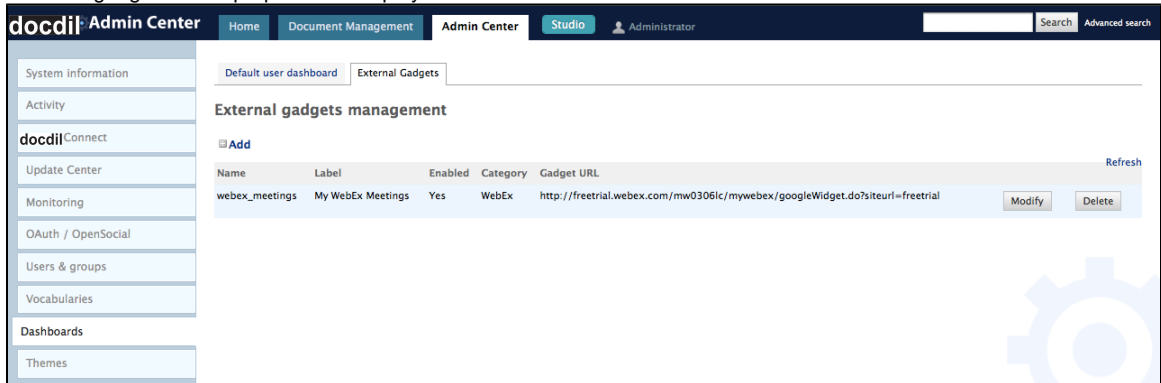 docdil Admin Center Home Document Management Admin Center Studio Administrator Search Advanced search
System information
Activity
docdil Connect
Update Center
Monitoring
OAuth / OpenSocial
Users & groups
Vocabularies
Dashboards
Themes
Default user dashboard External Gadgets
External gadgets management
Add
Refresh
Name Label Enabled Category Gadget URL
webex_meetings My WebEx Meetings Yes WebEx http://freetrial.webex.com/mw0306lc/mywebex/googleWidget.do?siteurl=freetrial Modify Delete